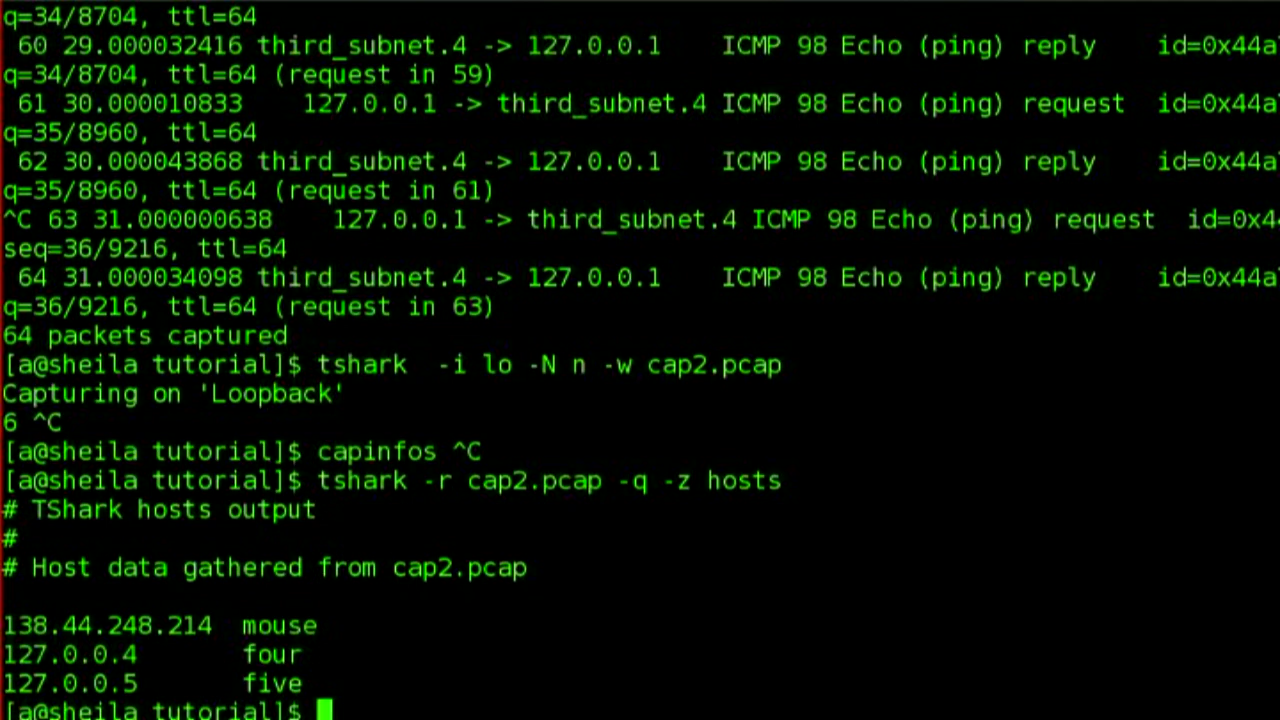 q=34/8704, ttl=64
 60 29.000032416 third_subnet.4 -> 127.0.0.1    ICMP 98 Echo (ping) reply    id=0x44a
q=34/8704, ttl=64 (request in 59)
 61 30.000010833    127.0.0.1 -> third_subnet.4 ICMP 98 Echo (ping) request  id=0x44a
q=35/8960, ttl=64
 62 30.000043868 third_subnet.4 -> 127.0.0.1    ICMP 98 Echo (ping) reply    id=0x44a
q=35/8960, ttl=64 (request in 61)
^C 63 31.000000638    127.0.0.1 -> third_subnet.4 ICMP 98 Echo (ping) request  id=0x4
seq=36/9216, ttl=64
 64 31.000034098 third_subnet.4 -> 127.0.0.1    ICMP 98 Echo (ping) reply    id=0x44a
q=36/9216, ttl=64 (request in 63)
64 packets captured
[a@sheila tutorial]$ tshark  -i lo -N n -w cap2.pcap
Capturing on 'Loopback'
6 ^C
[a@sheila tutorial]$ capinfos ^C
[a@sheila tutorial]$ tshark -r cap2.pcap -q -z hosts
# TShark hosts output
#
# Host data gathered from cap2.pcap

138.44.248.214  mouse
127.0.0.4       four
127.0.0.5       five
[a@sheila tutorial]$